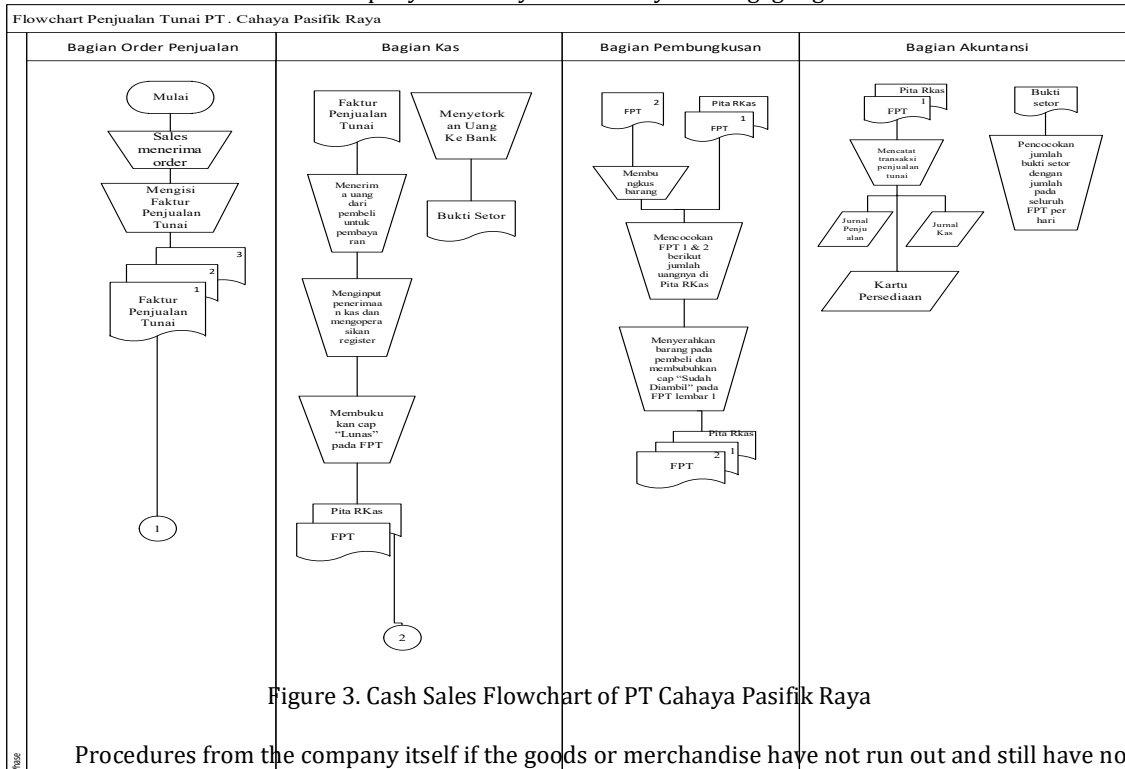 Flowchart Penjualan Tunai PT. Cahaya Pasifik Raya
Bagian Order Penjualan
Mulai
Sales
menerima
order
Mengisi
Faktur
Penjualan
Tunai
3
2
1
Faktur
Penjualan
Tunai
1
Bagian Kas
Faktur
Penjualan
Tunai
Menerim
a uang
dari
pembeli
untuk
pembaya
ran
Menginput
penerimaa
n kas dan
mengopera
sikan
register
Membuku
kan cap
“Lunas”
pada FPT
Pita RKas
FPT
2
Menyetork
an Uang
Ke Bank
Bukti Setor
Bagian Pembungkusan
2
FPT
Pita RKas
1
FPT
Membu
ngkus
barang
Mencocokan
FPT 1 & 2
berikut
jumlah
uangnya di
Pita RKas
Menyerahkan
barang pada
pembeli dan
membubuhkan
cap “Sudah
Diambil” pada
FPT lembar 1
Pita Rkas
1
2
FPT
Bagian Akuntansi
Pita Rkas
1
FPT
Mencatat
transaksi
penjualan
tunai
Jurnal
Penju
alan
Jurnal
Kas
Kartu
Persediaan
Bukti
setor
Pencocokan
jumlah
bukti setor
dengan
jumlah
pada
seluruh
FPT per
hari
Figure 3. Cash Sales Flowchart of PT Cahaya Pasifik Raya
Procedures from the company itself if the goods or merchandise have not run out and still have no